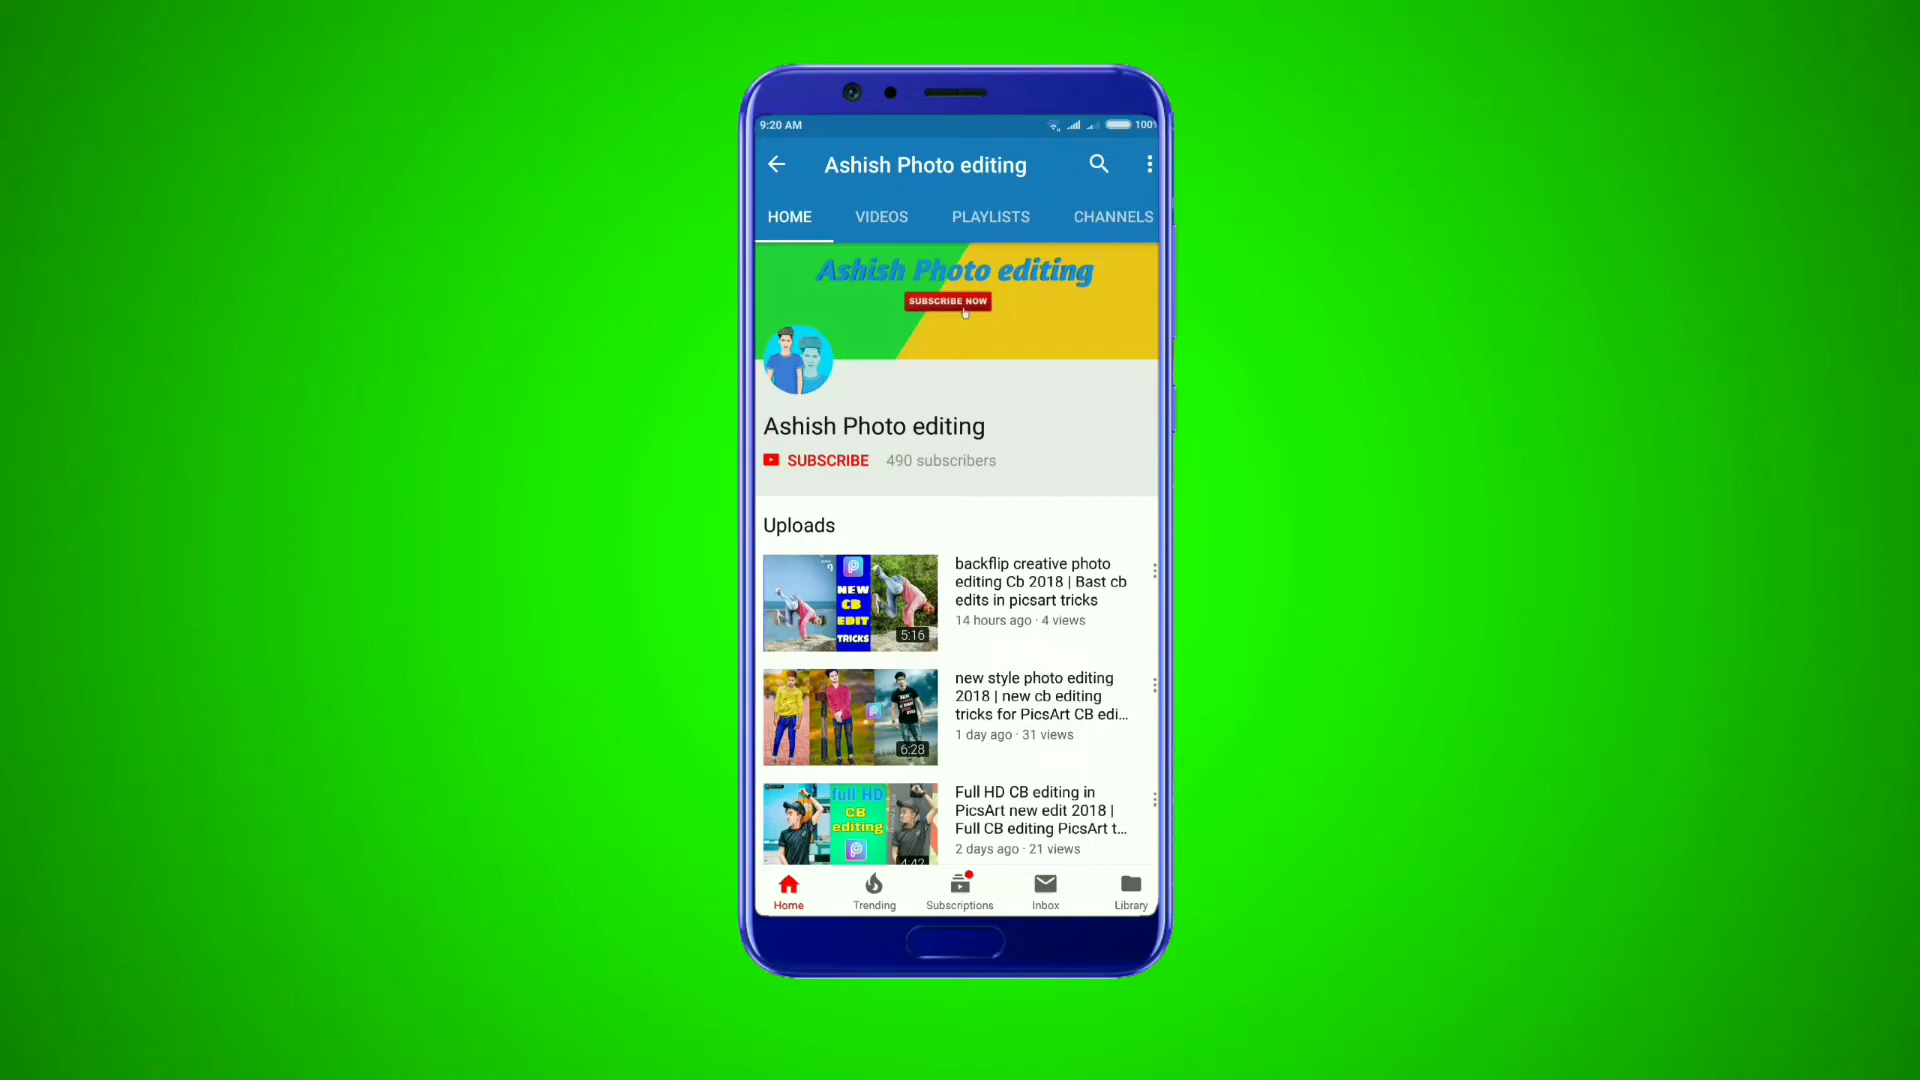 9:20 AM
100%
Ashish Photo editing
HOME VIDEOS PLAYLISTS CHANNELS
Ashish Photo editing
SUBSCRIBE NOW
Ashish Photo editing
SUBSCRIBE 490 subscribers
Uploads
NEW
CB
EDIT
TRICKS
5:16
backflip creative photo
editing Cb 2018 | Bast cb
edits in picsart tricks
14 hours ago · 4 views
6:28
new style photo editing
2018 | new cb editing
tricks for PicsArt CB edi...
1 day ago · 31 views
full HD
CB
editing
4:42
Full HD CB editing in
PicsArt new edit 2018 |
Full CB editing PicsArt t...
2 days ago · 21 views
Home Trending Subscriptions Inbox Library